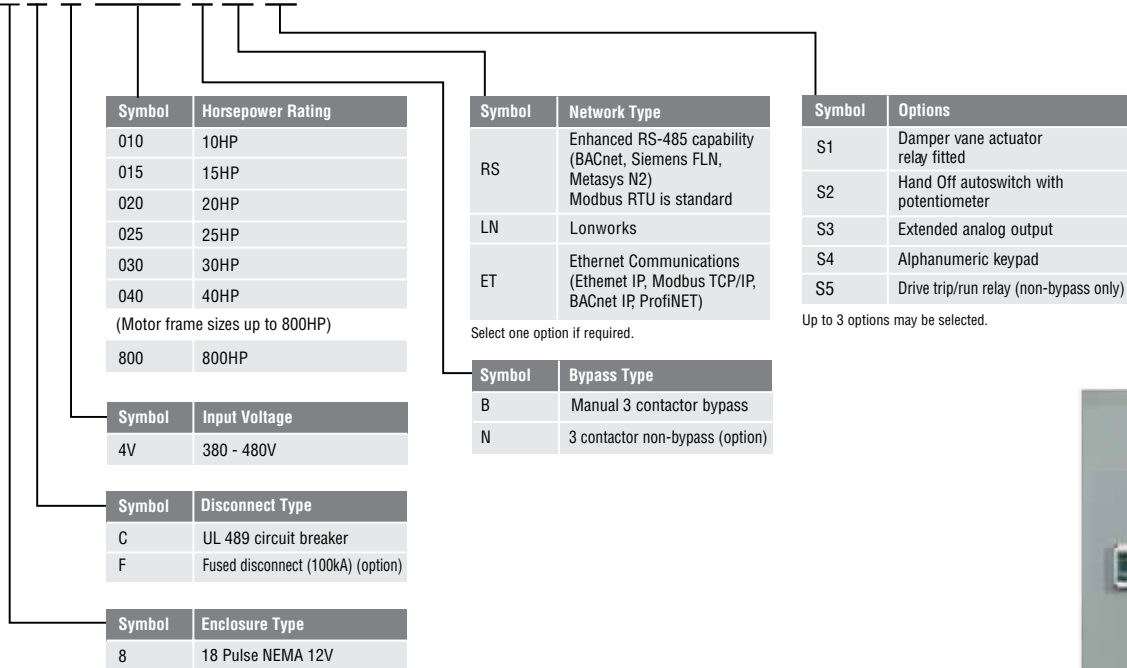 Symbol Horsepower Rating
010 10HP
015 15HP
020 20HP
025 25HP
030 30HP
040 40HP
(Motor frame sizes up to 800HP)
800 800HP
Symbol Input Voltage
4V 380 - 480V
Symbol Disconnect Type
C UL 489 circuit breaker
F Fused disconnect (100kA) (option)
Symbol Enclosure Type
8 18 Pulse NEMA 12V
Symbol Network Type
RS Enhanced RS-485 capability
(BACnet, Siemens FLN,
Metasys N2)
Modbus RTU is standard
LN Lonworks
ET Ethernet Communications
(Ethemet IP, Modbus TCP/IP,
BACnet IP, ProfiNET)
Select one option if required.
Symbol Bypass Type
B Manual 3 contactor bypass
N 3 contactor non-bypass (option)
Symbol Options
S1 Damper vane actuator
relay fitted
S2 Hand Off autoswitch with
potentiometer
S3 Extended analog output
S4 Alphanumeric keypad
S5 Drive trip/run relay (non-bypass only)
Up to 3 options may be selected.